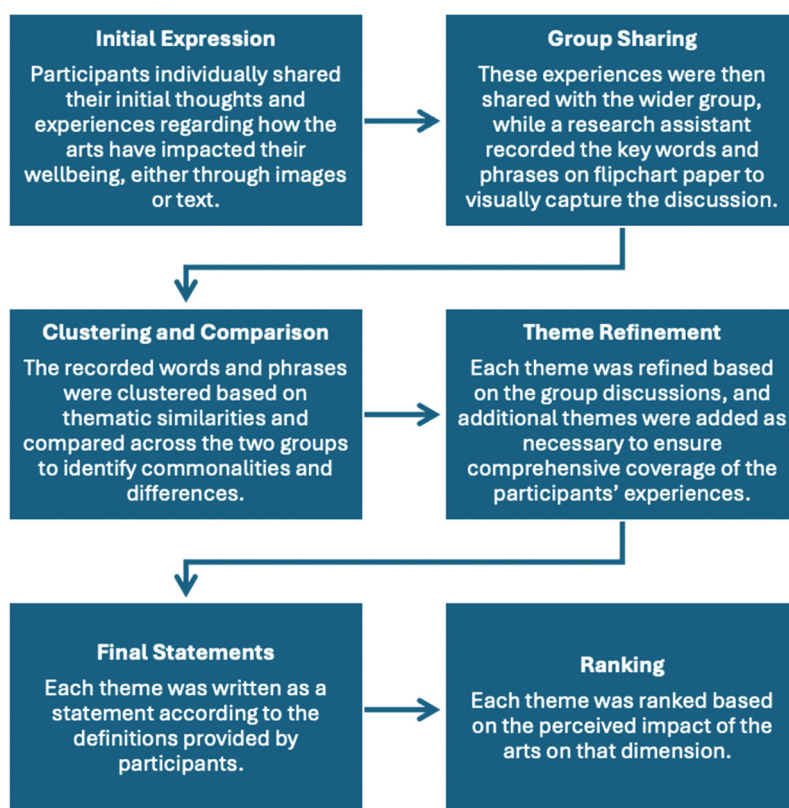 Initial Expression
Participants individually shared
their initial thoughts and
experiences regarding how the
arts have impacted their
wellbeing, either through images
or text.
Group Sharing
These experiences were then
shared with the wider group,
while a research assistant
recorded the key words and
phrases on flipchart paper to
visually capture the discussion.
Clustering and Comparison
The recorded words and phrases
were clustered based on
thematic similarities and
compared across the two groups
to identify commonalities and
differences.
Theme Refinement
Each theme was refined based
on the group discussions, and
additional themes were added as
necessary to ensure
comprehensive coverage of the
participants’ experiences.
Final Statements
Each theme was written as a
statement according to the
definitions provided by
participants.
Ranking
Each theme was ranked based
on the perceived impact of the
arts on that dimension.